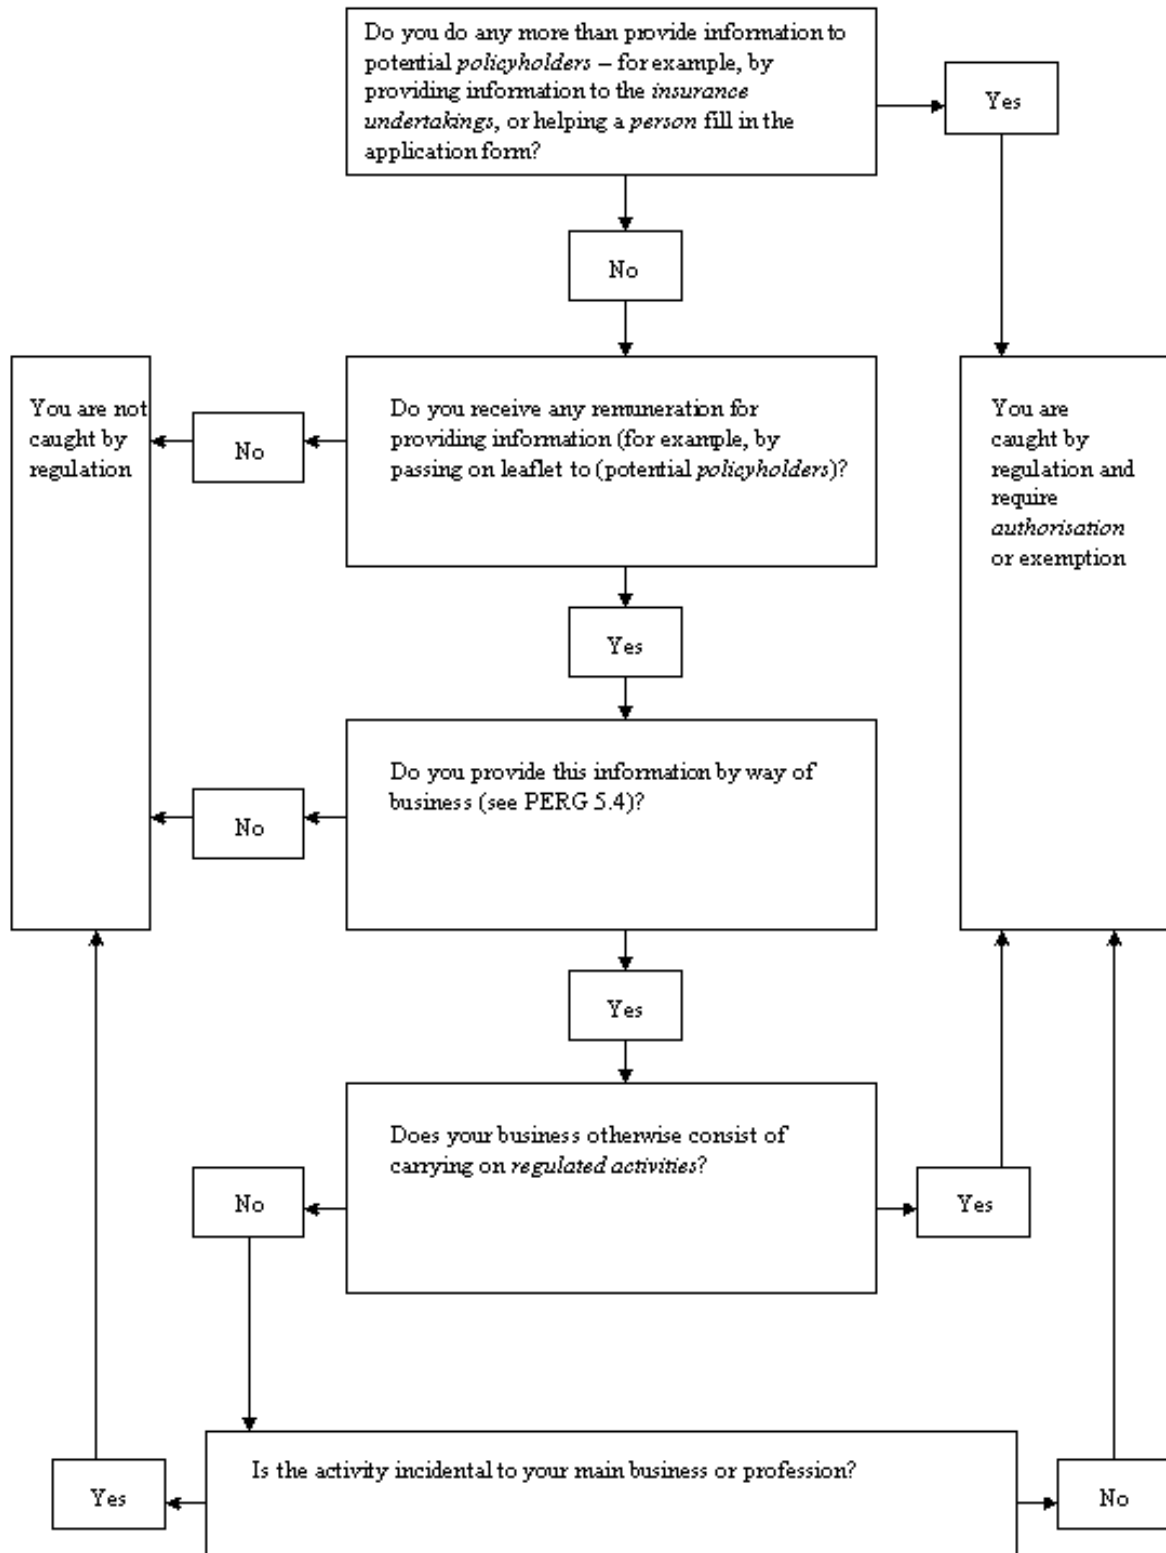 Do you do any more than provide information to
potential policyholders – for example, by
providing information to the insurance
undertakings, or helping a person fill in the
application form?
Yes
No
You are not
caught by
regulation
No
Do you receive any remuneration for
providing information (for example, by
passing on leaflet to (potential policyholders)?
You are
caught by
regulation and
require
authorisation
or exemption
Yes
Do you provide this information by way of
business (see PERG 5.4)?
No
Yes
Does your business otherwise consist of
carrying on regulated activities?
No
Yes
Is the activity incidental to your main business or profession?
Yes
No